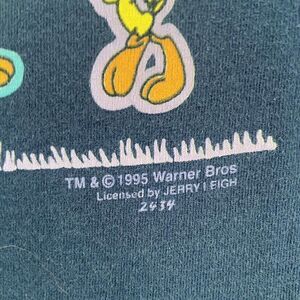 TM & © 1995 Warner Bros
Licensed by JERRY LEIGH
2434